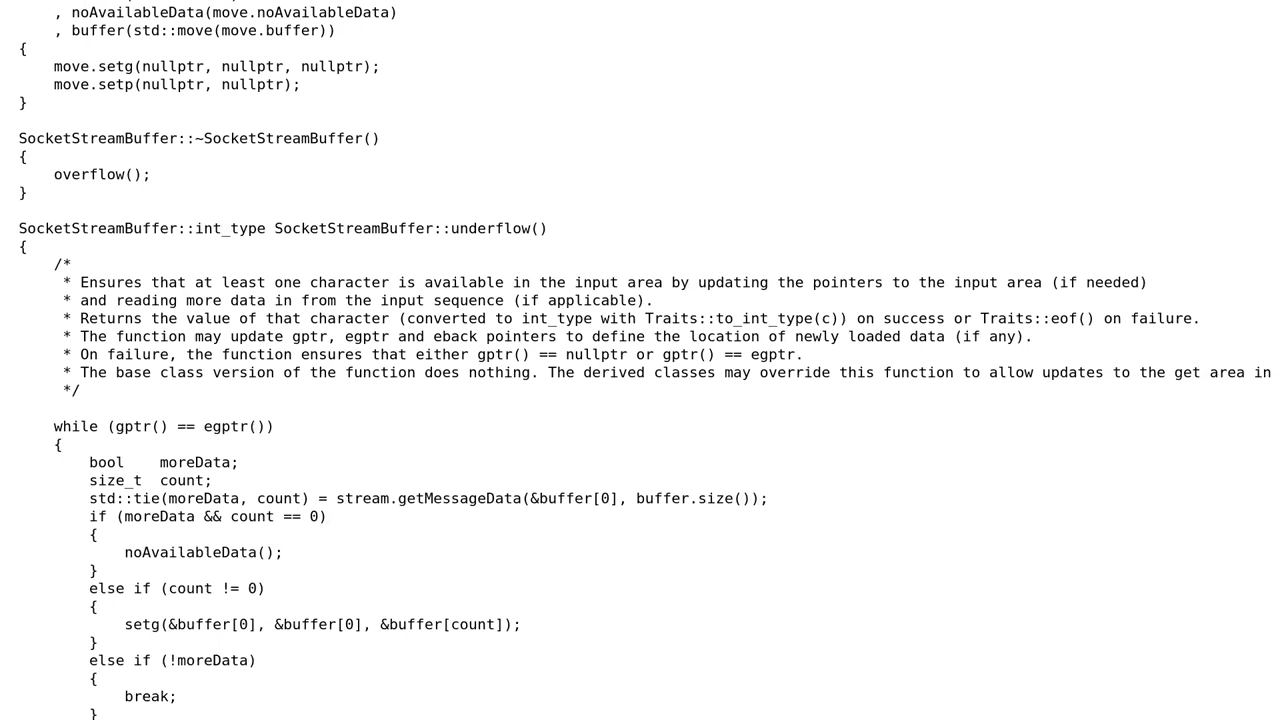 , noAvailableData(move.noAvailableData)
, buffer(std::move(move.buffer))
{
move.setg(nullptr, nullptr, nullptr);
move.setp(nullptr, nullptr);
}
SocketStreamBuffer::~SocketStreamBuffer()
{
overflow();
}
SocketStreamBuffer::int_type SocketStreamBuffer::underflow()
{
/*
* Ensures that at least one character is available in the input area by updating the pointers to the input area (if needed)
* and reading more data in from the input sequence (if applicable).
* Returns the value of that character (converted to int_type with Traits::to_int_type(c)) on success or Traits::eof() on failure.
* The function may update gptr, egptr and eback pointers to define the location of newly loaded data (if any).
* On failure, the function ensures that either gptr() == nullptr or gptr() == egptr.
* The base class version of the function does nothing. The derived classes may override this function to allow updates to the get area in
*/
while (gptr() == egptr())
{
bool    moreData;
size_t  count;
std::tie(moreData, count) = stream.getMessageData(&buffer[0], buffer.size());
if (moreData && count == 0)
{
noAvailableData();
}
else if (count != 0)
{
setg(&buffer[0], &buffer[0], &buffer[count]);
}
else if (!moreData)
{
break;
}